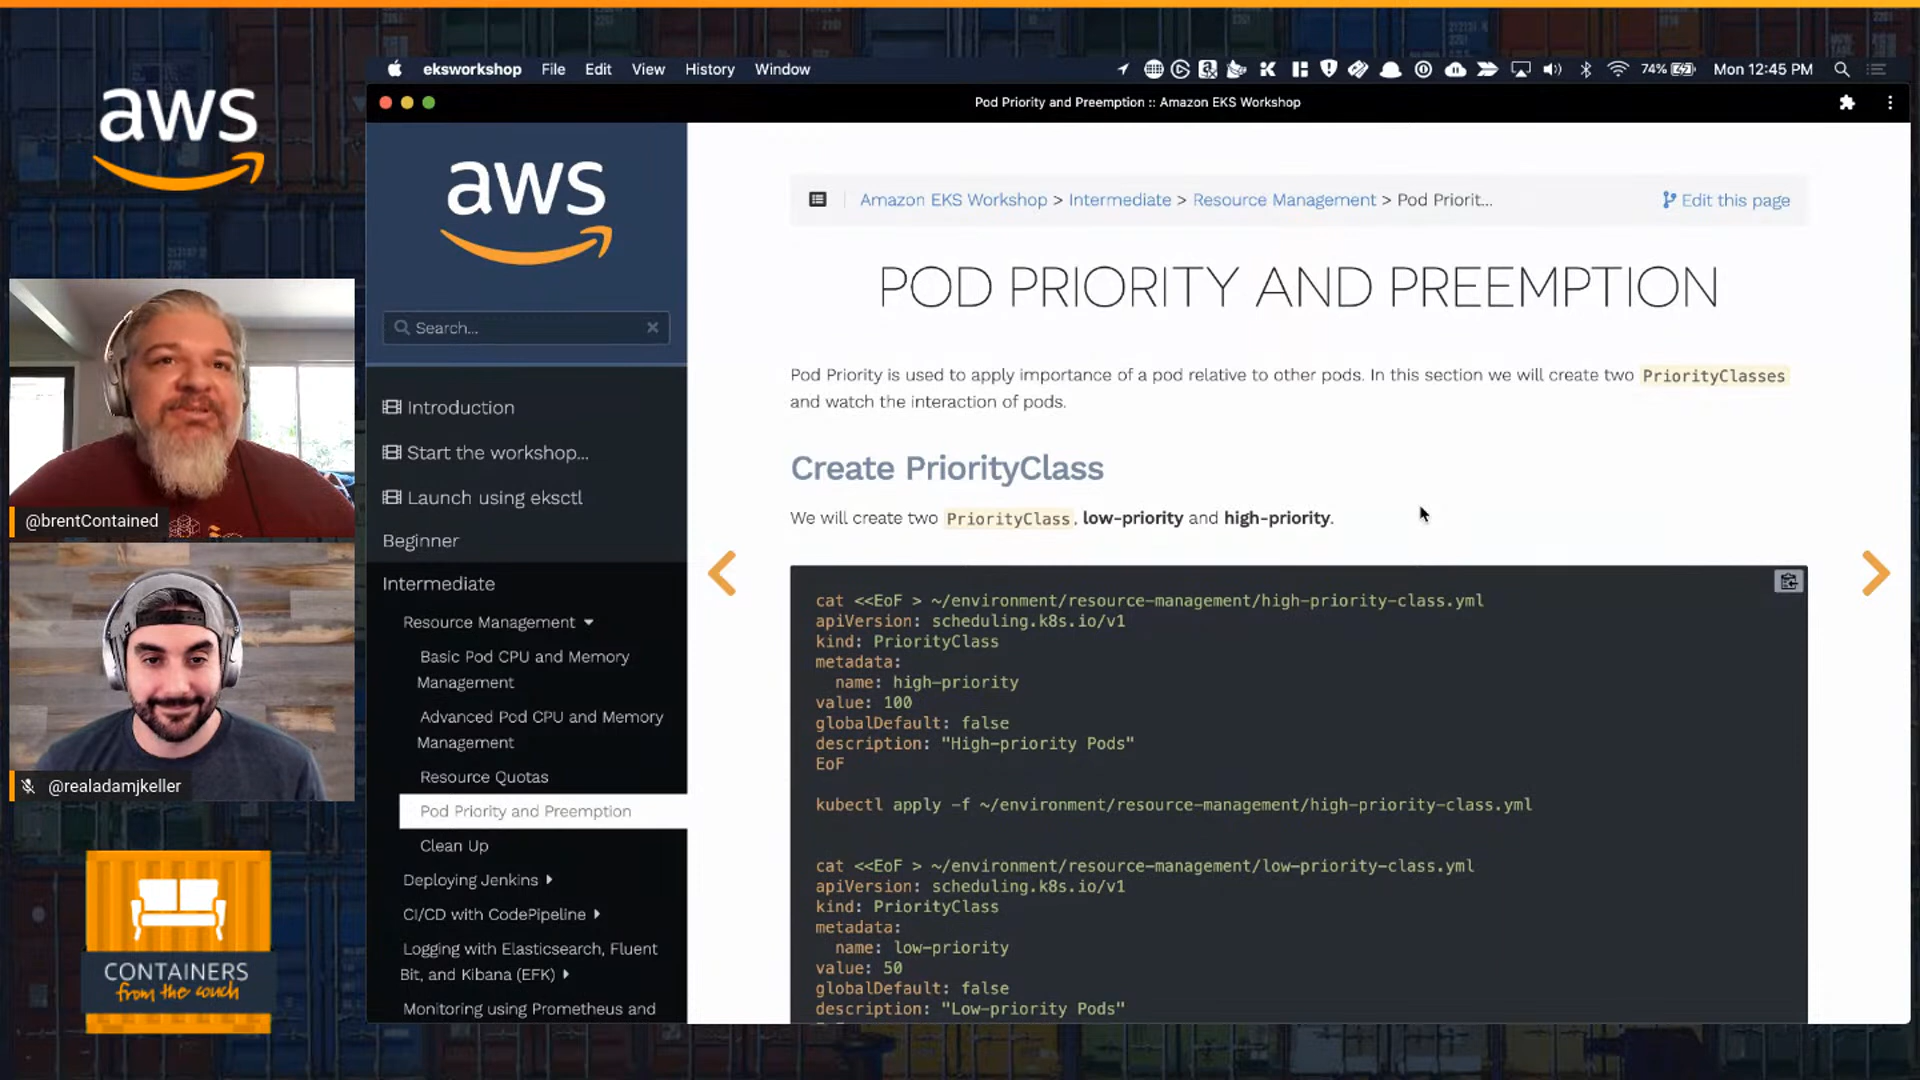 eksworkshop File Edit View History Window
74% Mon 12:45 PM
Pod Priority and Preemption :: Amazon EKS Workshop
aws
aws
Search...
Introduction
Start the workshop...
Launch using eksctl
Beginner
Intermediate
Resource Management
Basic Pod CPU and Memory
Management
Advanced Pod CPU and Memory
Management
Resource Quotas
Pod Priority and Preemption
Clean Up
Deploying Jenkins
CI/CD with CodePipeline
Logging with Elasticsearch, Fluent
Bit, and Kibana (EFK)
Monitoring using Prometheus and
Amazon EKS Workshop > Intermediate > Resource Management > Pod Priorit...
Edit this page
POD PRIORITY AND PREEMPTION
Pod Priority is used to apply importance of a pod relative to other pods. In this section we will create two PriorityClasses
and watch the interaction of pods.
Create PriorityClass
We will create two PriorityClass, low-priority and high-priority.
cat <<EoF > ~/environment/resource-management/high-priority-class.yml
apiVersion: scheduling.k8s.io/v1
kind: PriorityClass
metadata:
  name: high-priority
value: 100
globalDefault: false
description: "High-priority Pods"
EoF
kubectl apply -f ~/environment/resource-management/high-priority-class.yml
cat <<EoF > ~/environment/resource-management/low-priority-class.yml
apiVersion: scheduling.k8s.io/v1
kind: PriorityClass
metadata:
  name: low-priority
value: 50
globalDefault: false
description: "Low-priority Pods"
@brentContained
@realadamjkeller
CONTAINERS
from the couch